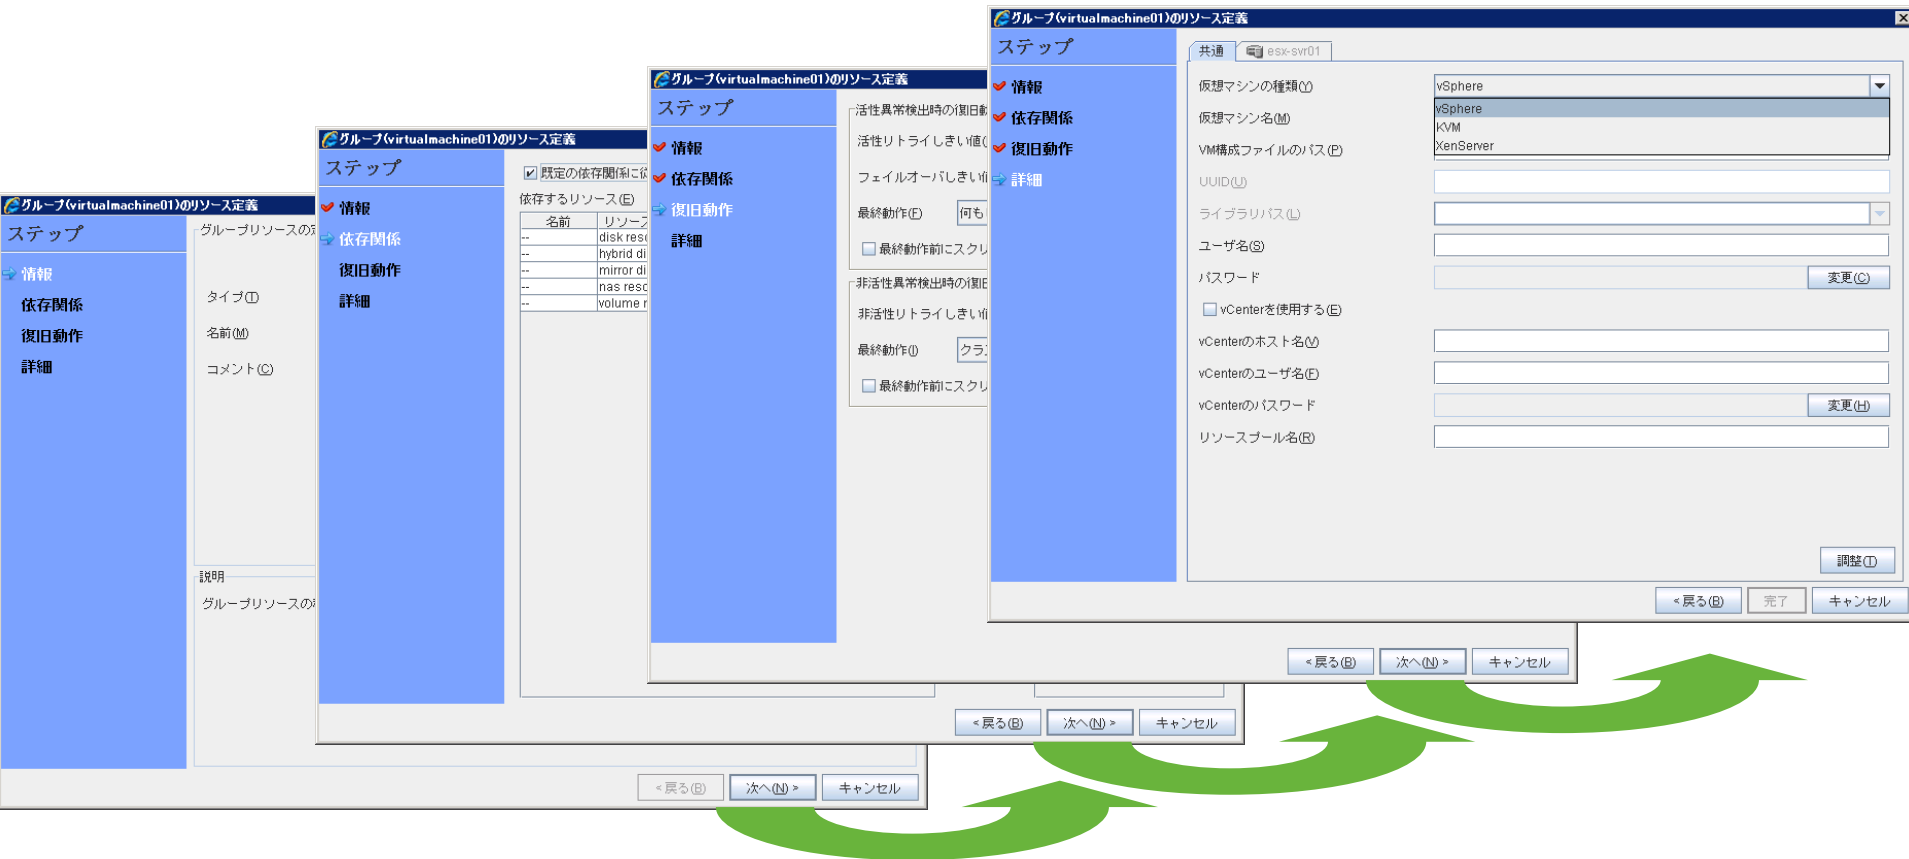 グループ(virtualmachine01)のリソース定義
ステップ
情報
依存関係
復旧動作
詳細
グループリソースの
タイプ(T)
名前(M)
コメント(C)
説明
グループリソースの
<戻る(B)
次へ(N) >
キャンセル
グループ(virtualmachine01)のリソース定義
ステップ
情報
依存関係
復旧動作
詳細
既定の依存関係に
依存するリソース(E)
名前 リソース
-- disk
-- hybrid
-- mirror
-- nas
-- volume
<戻る(B)
次へ(N) >
キャンセル
グループ(virtualmachine01)のリソース定義
ステップ
情報
依存関係
復旧動作
詳細
活性異常検出時の復旧
活性リトライしきい値(
フェイルオーバしきい
最終動作(F) 何も
最終動作前にスクリ
非活性異常検出時の復旧
非活性リトライしきい
最終動作(I) クラ
最終動作前にスクリ
<戻る(B)
次へ(N) >
キャンセル
グループ(virtualmachine01)のリソース定義
ステップ
情報
依存関係
復旧動作
詳細
共通 esx-svr01
仮想マシンの種類(Y) vSphere
vSphere
KVM
XenServer
仮想マシン名(M)
VM構成ファイルのパス(P)
UUID(U)
ライブラリパス(L)
ユーザ名(S)
パスワード 変更(C)
vCenterを使用する(E)
vCenterのホスト名(V)
vCenterのユーザ名(F)
vCenterのパスワード 変更(H)
リソースプール名(R)
調整(T)
<戻る(B)
完了
キャンセル